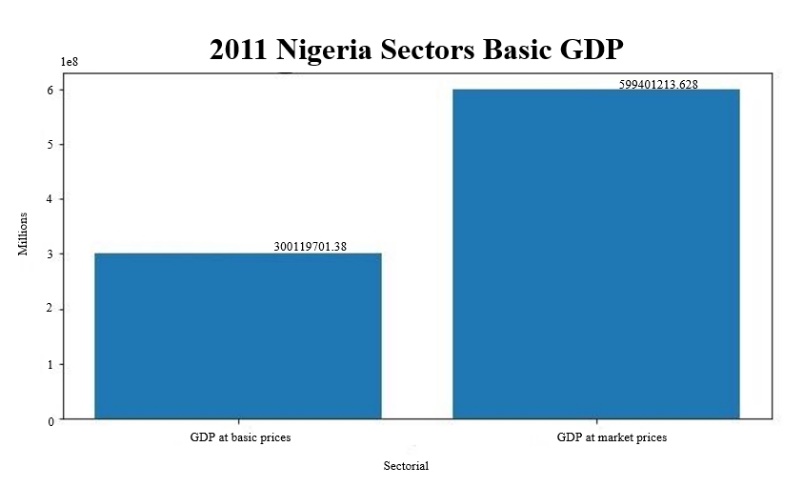 2011 Nigeria Sectors Basic GDP
1e8
599401213.628
6
5
4
300119701.38
3
2
1
0
Millions
GDP at basic prices GDP at market prices
Sectorial